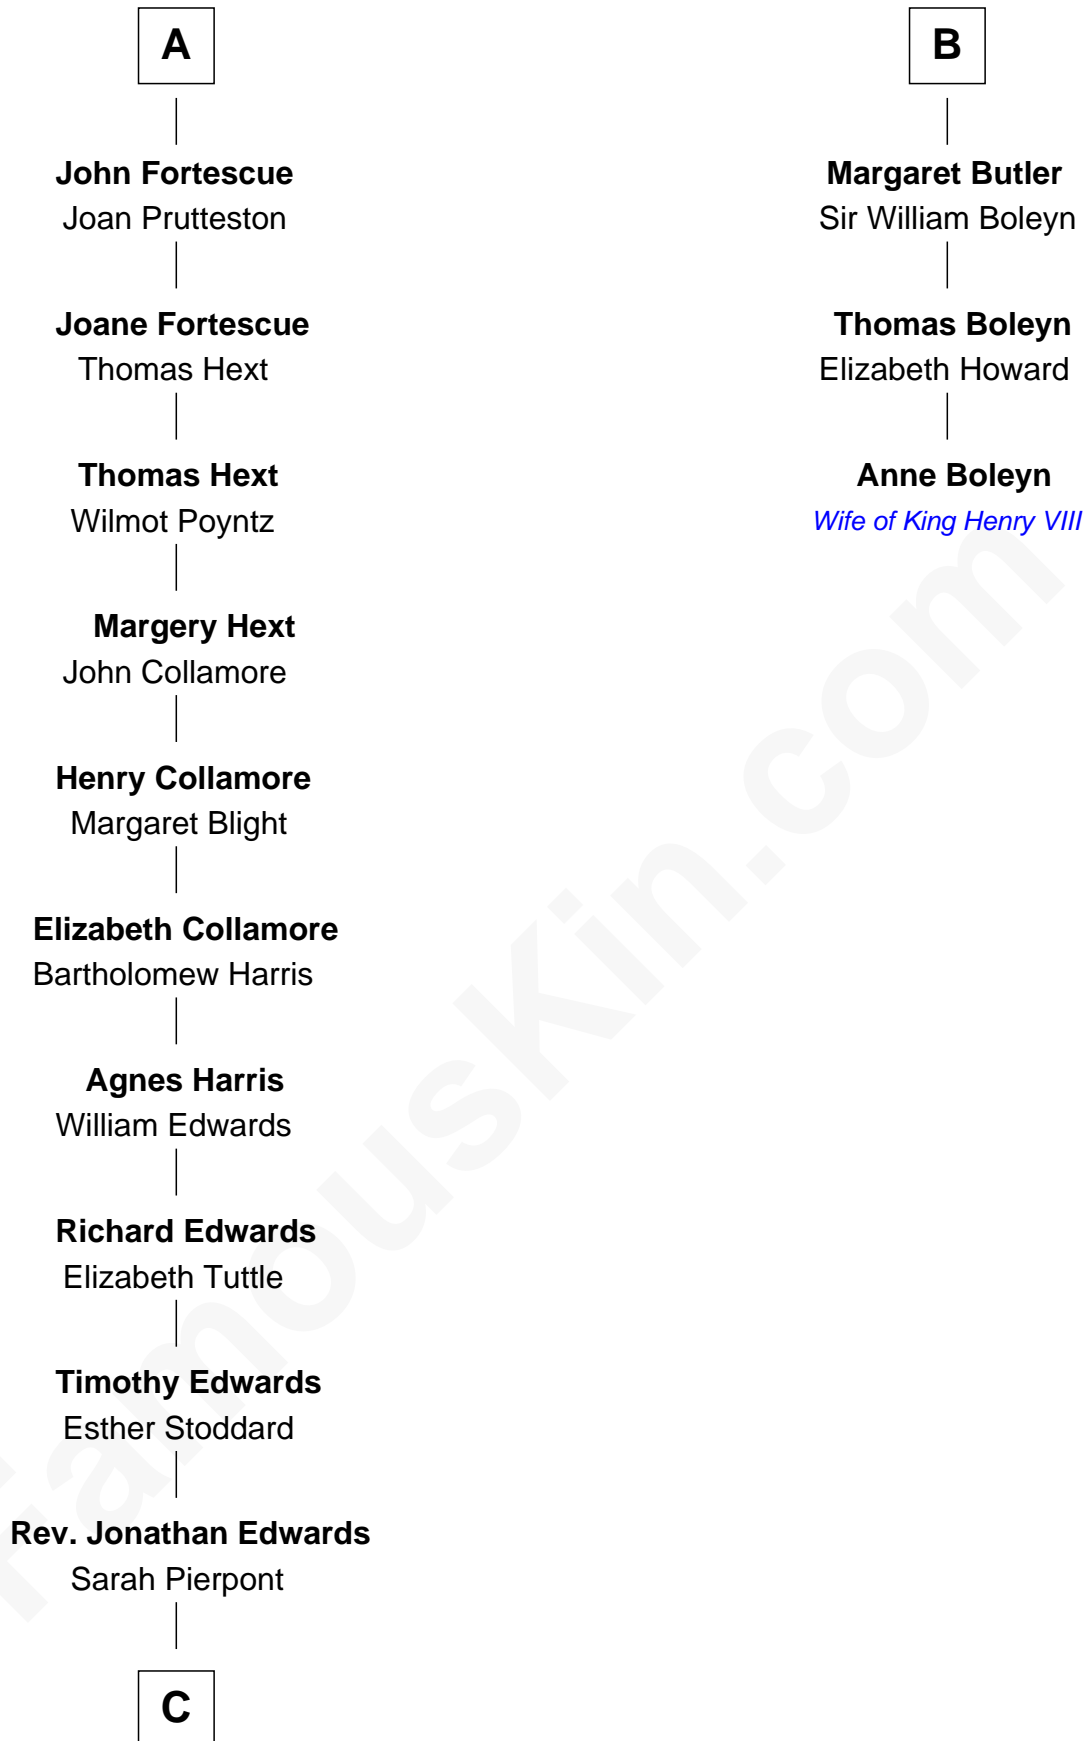 A
John Fortescue
Joan Prutteston
Joane Fortescue
Thomas Hext
Thomas Hext
Wilmot Poyntz
Margery Hext
John Collamore
Henry Collamore
Margaret Blight
Elizabeth Collamore
Bartholomew Harris
Agnes Harris
William Edwards
Richard Edwards
Elizabeth Tuttle
Timothy Edwards
Esther Stoddard
Rev. Jonathan Edwards
Sarah Pierpont
C
B
Margaret Butler
Sir William Boleyn
Thomas Boleyn
Elizabeth Howard
Anne Boleyn
Wife of King Henry VIII
FamousKin.com